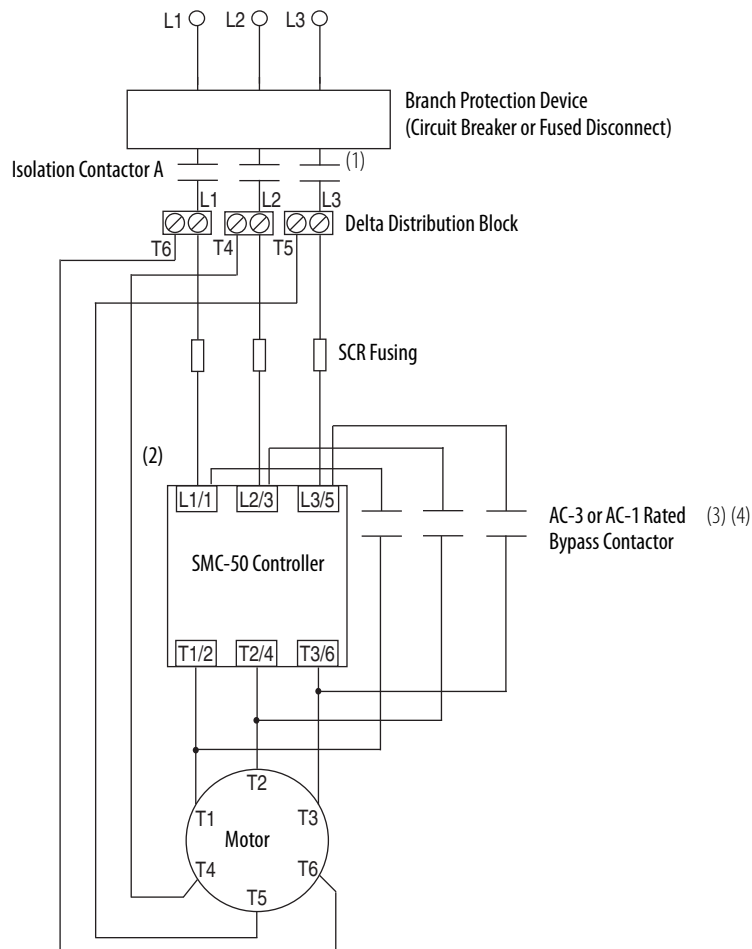 L1 L2 L3
Branch Protection Device
(Circuit Breaker or Fused Disconnect)
Isolation Contactor A
(1)
L1 L2 L3
Delta Distribution Block
T6 T4 T5
SCR Fusing
(2)
L1/1 L2/3 L3/5
AC-3 or AC-1 Rated (3) (4)
Bypass Contactor
SMC-50 Controller
T1/2 T2/4 T3/6
T2
T1 T3
Motor
T4 T6
T5